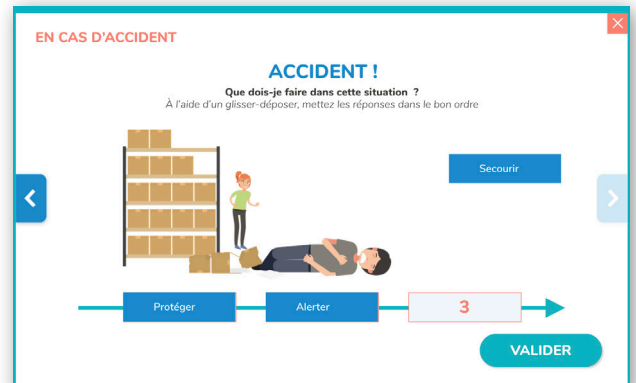 EN CAS D'ACCIDENT
ACCIDENT !
Que dois-je faire dans cette situation ?
À l'aide d'un glisser-déposer, mettez les réponses dans le bon ordre
Secourir
Protéger
Alerter
3
VALIDER